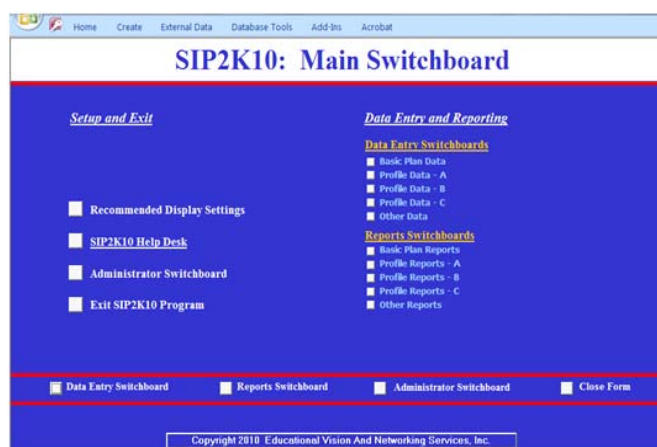 Home Create External Data Database Tools Add-Ins Acrobat
SIP2K10: Main Switchboard
Setup and Exit
Recommended Display Settings
SIP2K10 Help Desk
Administrator Switchboard
Exit SIP2K10 Program
Data Entry and Reporting
Data Entry Switchboards
Basic Plan Data
Profile Data - A
Profile Data - B
Profile Data - C
Other Data
Reports Switchboards
Basic Plan Reports
Profile Reports - A
Profile Reports - B
Profile Reports - C
Other Reports
Data Entry Switchboard Reports Switchboard Administrator Switchboard Close Form
Copyright 2010 Educational Vision And Networking Services, Inc.